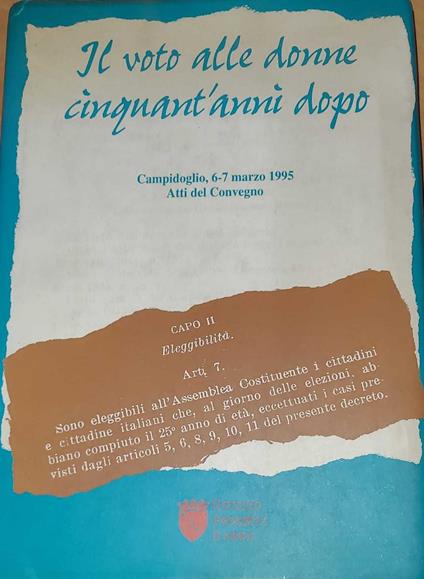 Il voto alle donne
cinquant'anni dopo
Campidoglio, 6-7 marzo 1995
Atti del Convegno
CAPO II
Eleggibilità.
Art. 7.
Sono eleggibili all'Assemblea Costituente i cittadini
e cittadine italiani che, al giorno delle elezioni, ab-
biano compiuto il 25° anno di età, eccettuati i casi pre-
visti dagli articoli 5, 6, 8, 9, 10, 11 del presente decreto.